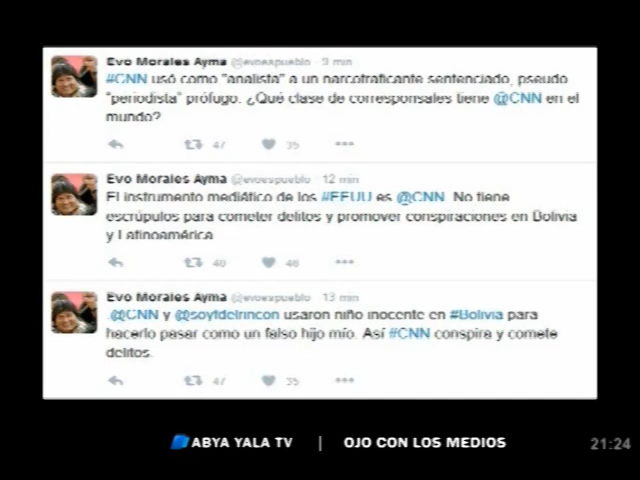 Evo Morales Ayma @evoespueblo · 9 min
#CNN usó como "analista" a un narcotraficante sentenciado, pseudo
"periodista" prófugo. ¿Qué clase de corresponsales tiene @CNN en el
mundo?
47 35
Evo Morales Ayma @evoespueblo · 12 min
El instrumento mediático de los #EEUU es @CNN. No tiene
escrúpulos para cometer delitos y promover conspiraciones en Bolivia
y Latinoamérica
40 48
Evo Morales Ayma @evoespueblo · 13 min
.@CNN y @soyfdelrincon usaron niño inocente en #Bolivia para
hacerlo pasar como un falso hijo mío. Así #CNN conspira y comete
delitos.
47 35
ABYA YALA TV | OJO CON LOS MEDIOS
21:24